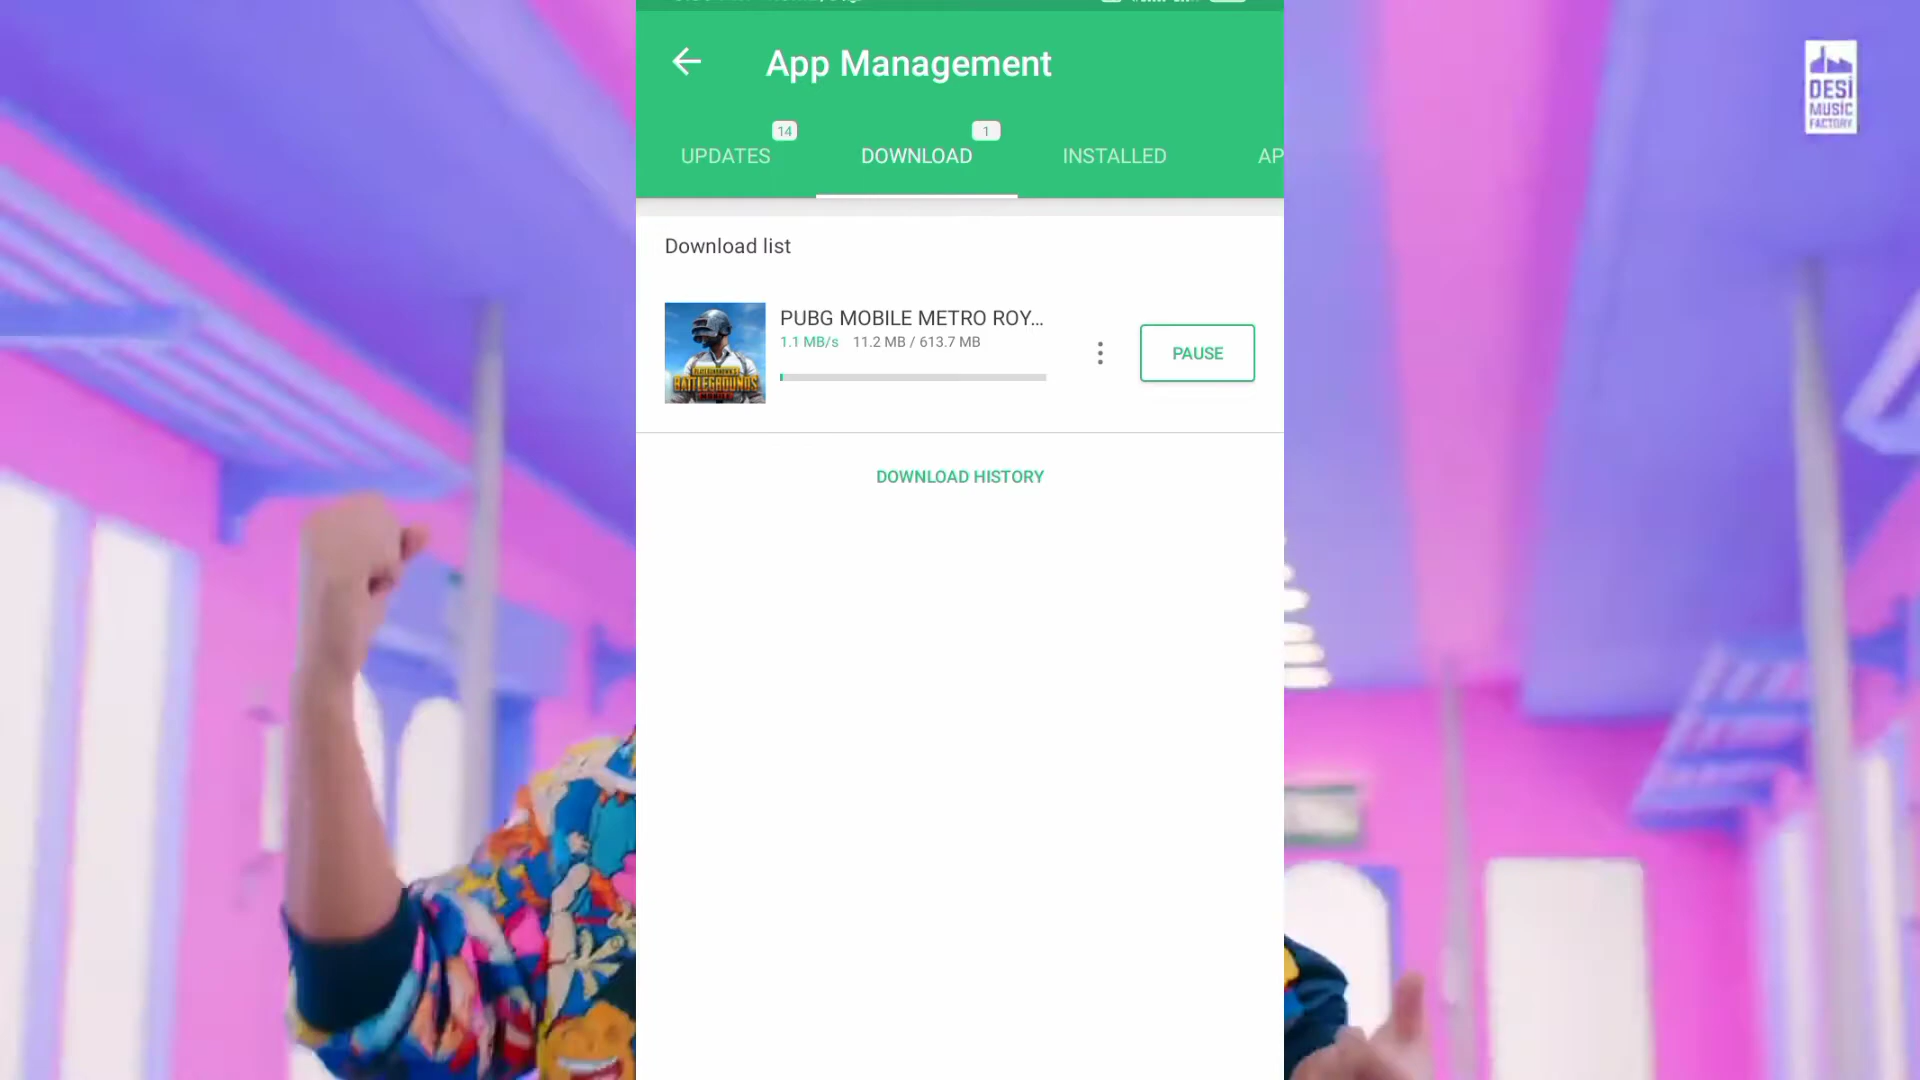 App Management
14
1
UPDATES
DOWNLOAD
INSTALLED
AP
Download list
PUBG MOBILE METRO ROY...
1.1 MB/s 11.2 MB / 613.7 MB
BATTLEGROUNDS
PAUSE
DOWNLOAD HISTORY
DESi
MUSiC
FACTORY